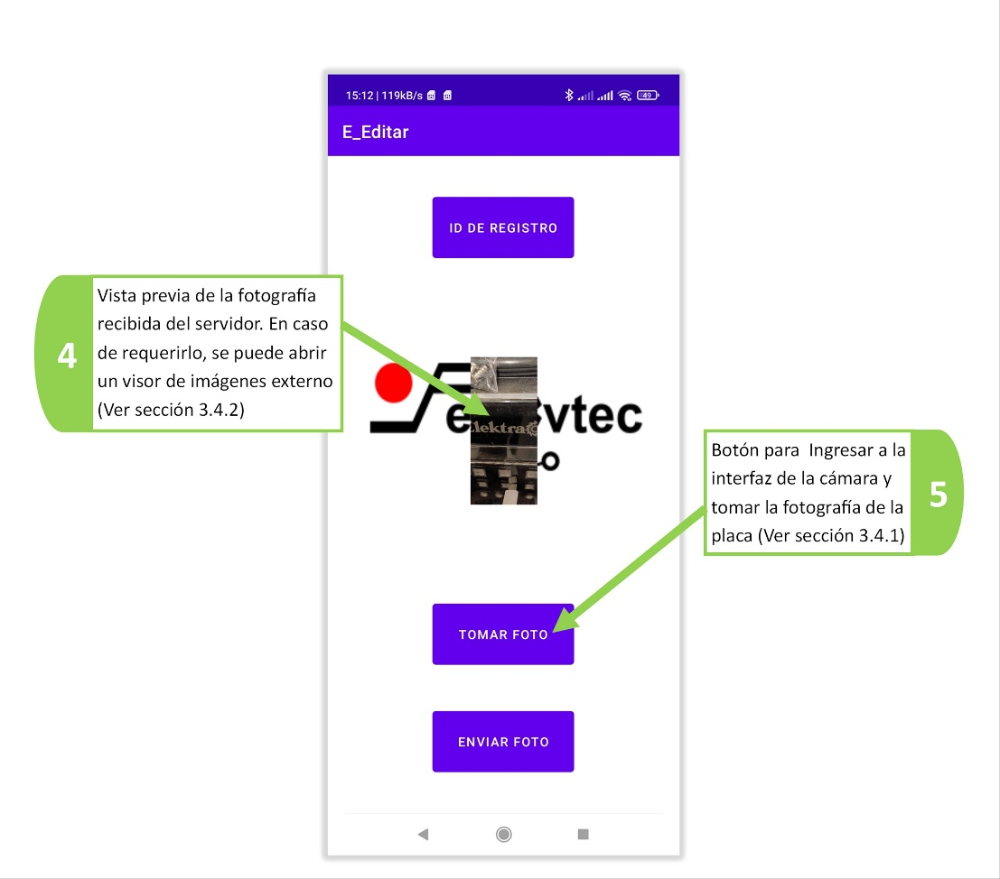 15:12 | 119kB/s
49
E_Editar
ID DE REGISTRO
4
Vista previa de la fotografía
recibida del servidor. En caso
de requerirlo, se puede abrir
un visor de imágenes externo
(Ver sección 3.4.2)
vtec
lektra
Botón para Ingresar a la
interfaz de la cámara y
tomar la fotografía de la
placa (Ver sección 3.4.1)
5
TOMAR FOTO
ENVIAR FOTO